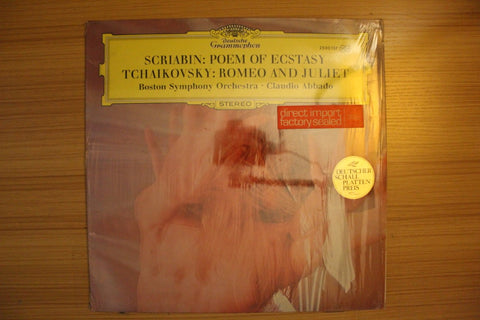 Deutsche
Grammophon
SCRIABIN: POEM OF ECSTASY
TCHAIKOVSKY: ROMEO AND JULIET
Boston Symphony Orchestra · Claudio Abbado
STEREO
direct import
factory sealed
DEUTSCHER
SCHALL
PLATTEN
PREIS